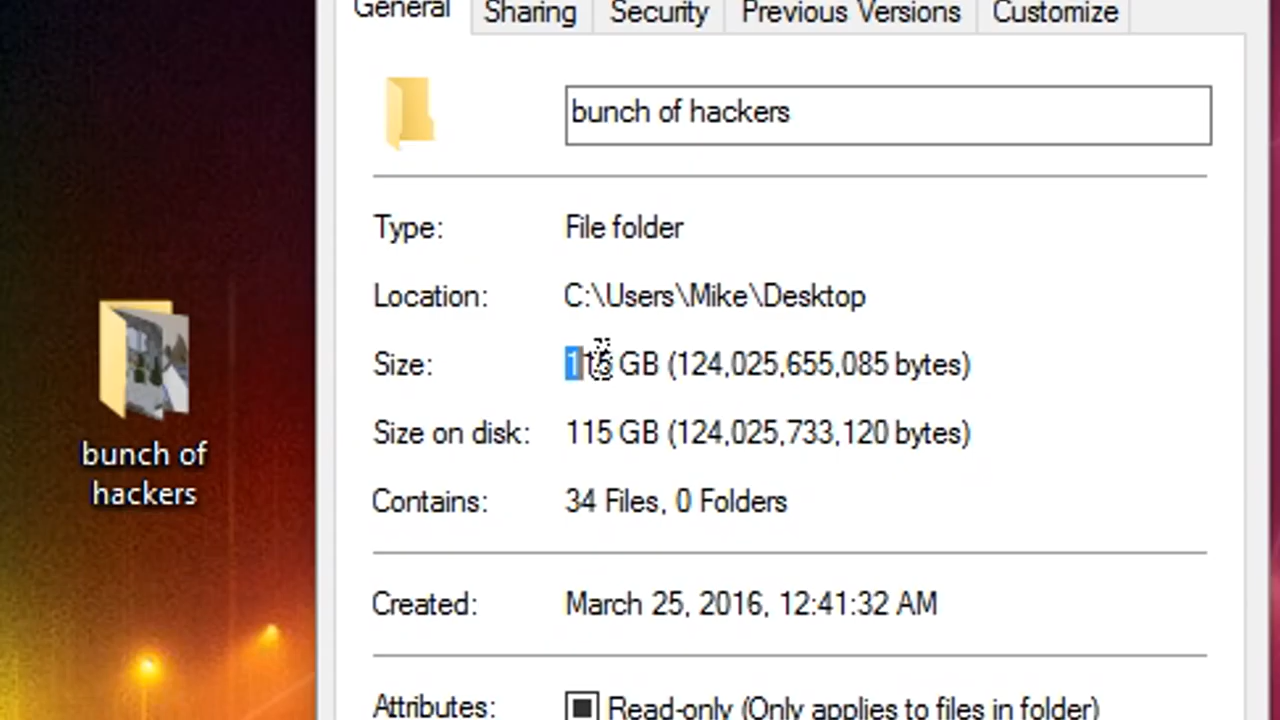 General Sharing Security Previous Versions Customize
bunch of hackers
Type: File folder
Location: C:\Users\Mike\Desktop
Size: 115 GB (124,025,655,085 bytes)
Size on disk: 115 GB (124,025,733,120 bytes)
Contains: 34 Files, 0 Folders
Created: March 25, 2016, 12:41:32 AM
Attributes: Read-only (Only applies to files in folder)
bunch of
hackers